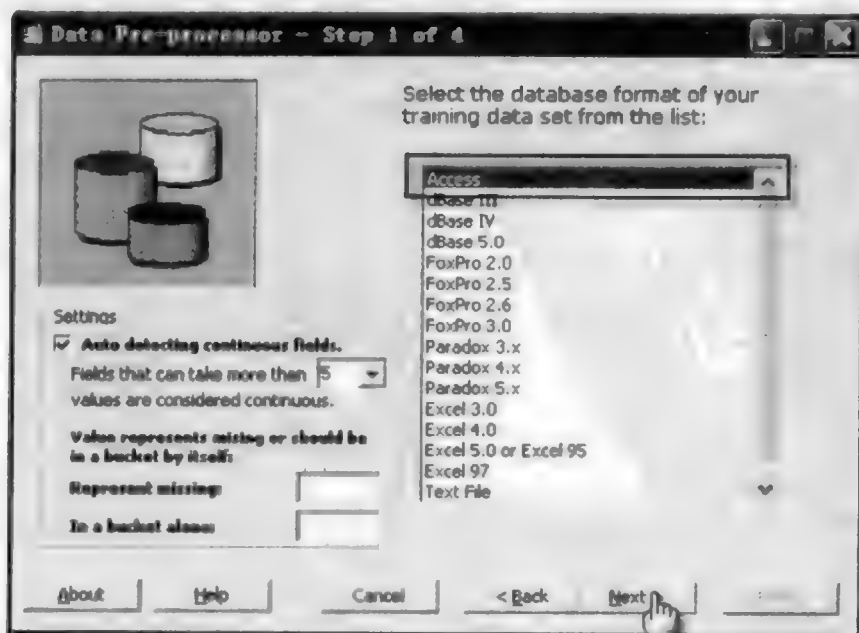 Data Pre-processor - Step 1 of 4
Select the database format of your
training data set from the list:
Access
dBase III
dBase IV
dBase 5.0
FoxPro 2.0
FoxPro 2.5
FoxPro 2.6
FoxPro 3.0
Paradox 3.x
Paradox 4.x
Paradox 5.x
Excel 3.0
Excel 4.0
Excel 5.0 or Excel 95
Excel 97
Text File
Settings
Auto detecting continuous fields.
Fields that can take more than 5
values are considered continuous.
Value represents missing or should be
in a bucket by itself:
Represent missing:
In a bucket alone:
About
Help
Cancel
< Back
Next